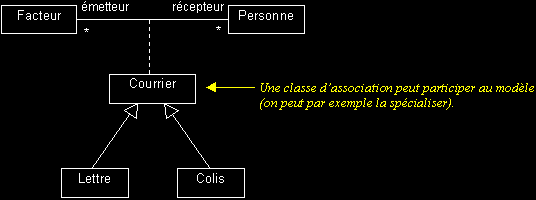 émetteur récepteur
Facteur Personne
* *
Courrier
Une classe d'association peut participer au modèle
(on peut par exemple la spécialiser).
Lettre Colis